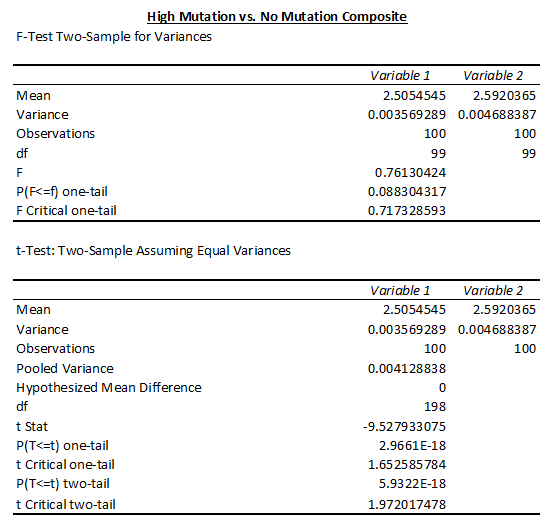 High Mutation vs. No Mutation Composite
F-Test Two-Sample for Variances
Variable 1 Variable 2
Mean 2.5054545 2.5920365
Variance 0.003569289 0.004688387
Observations 100 100
df 99 99
F 0.76130424
P(F<=f) one-tail 0.088304317
F Critical one-tail 0.717328593
t-Test: Two-Sample Assuming Equal Variances
Variable 1 Variable 2
Mean 2.5054545 2.5920365
Variance 0.003569289 0.004688387
Observations 100 100
Pooled Variance 0.004128838
Hypothesized Mean Difference 0
df 198
t Stat -9.527933075
P(T<=t) one-tail 2.9661E-18
t Critical one-tail 1.652585784
P(T<=t) two-tail 5.9322E-18
t Critical two-tail 1.972017478